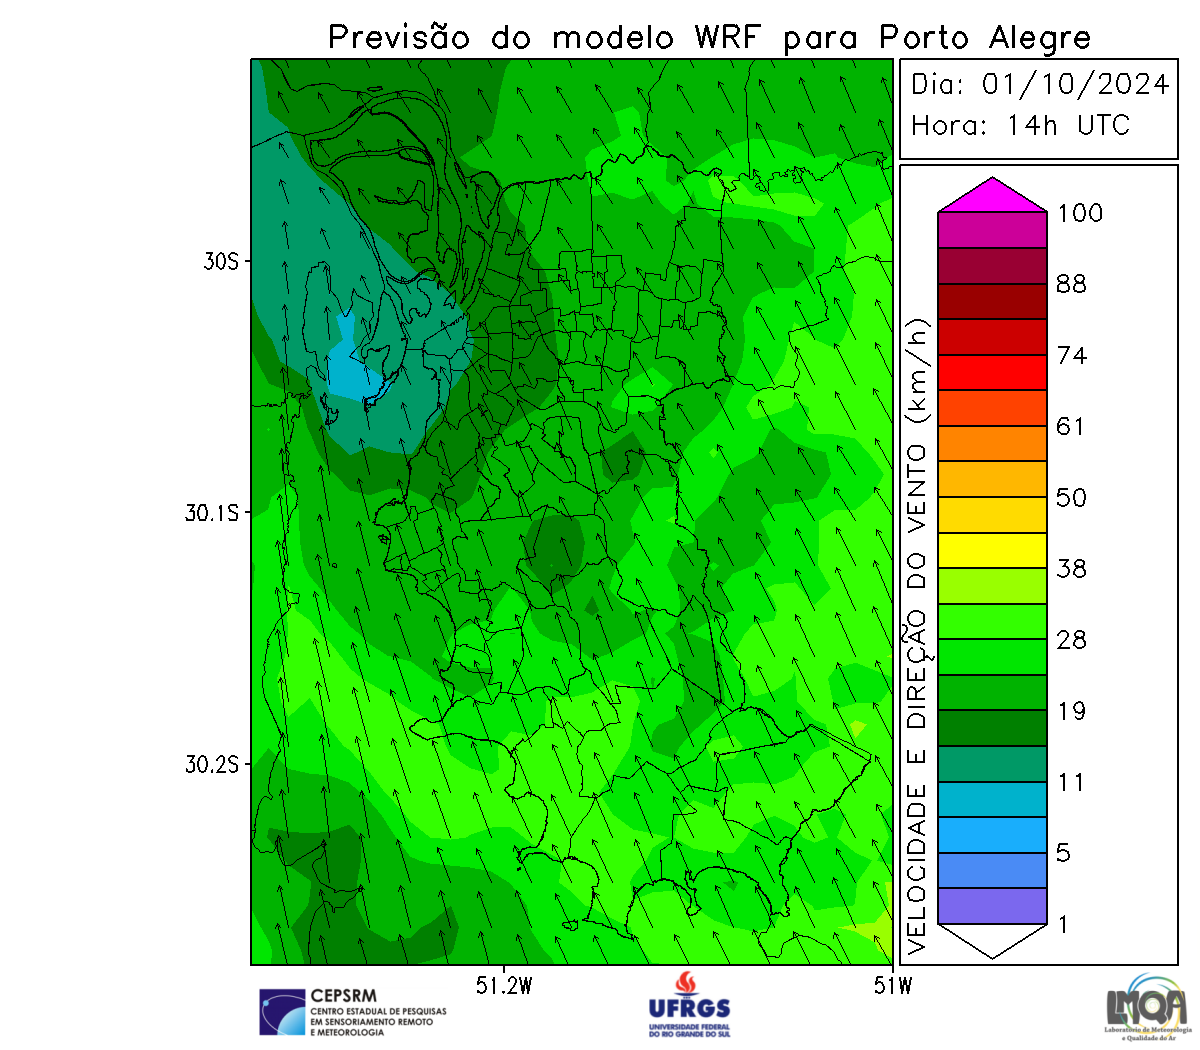 Previsão do modelo WRF para Porto Alegre
Dia: 01/10/2024
Hora: 14h UTC
30S
30.1S
30.2S
51.2W
51W
VELOCIDADE E DIREÇÃO DO VENTO (km/h)
100
88
74
61
50
38
28
19
11
5
1
CEPSRM
CENTRO ESTADUAL DE PESQUISAS
EM SENSORIAMENTO REMOTO
E METEOROLOGIA
UFRGS
UNIVERSIDADE FEDERAL
DO RIO GRANDE DO SUL
LMQA
Laboratório de Meteorologia
e Qualidade do Ar